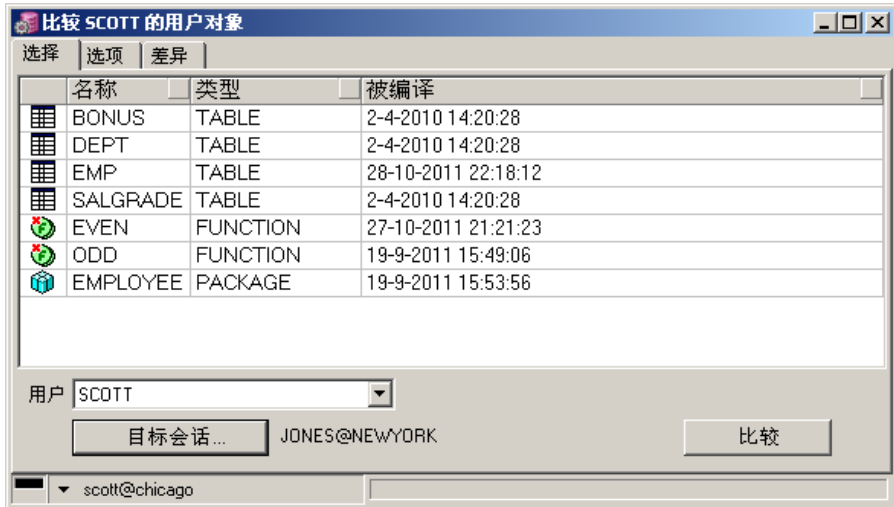 比较 SCOTT 的用户对象
选择 选项 差异
名称 类型 被编译
BONUS TABLE 2-4-2010 14:20:28
DEPT TABLE 2-4-2010 14:20:28
EMP TABLE 28-10-2011 22:18:12
SALGRADE TABLE 2-4-2010 14:20:28
EVEN FUNCTION 27-10-2011 21:21:23
ODD FUNCTION 19-9-2011 15:49:06
EMPLOYEE PACKAGE 19-9-2011 15:53:56
用户 SCOTT
目标会话... JONES@NEWYORK 比较
scott@chicago